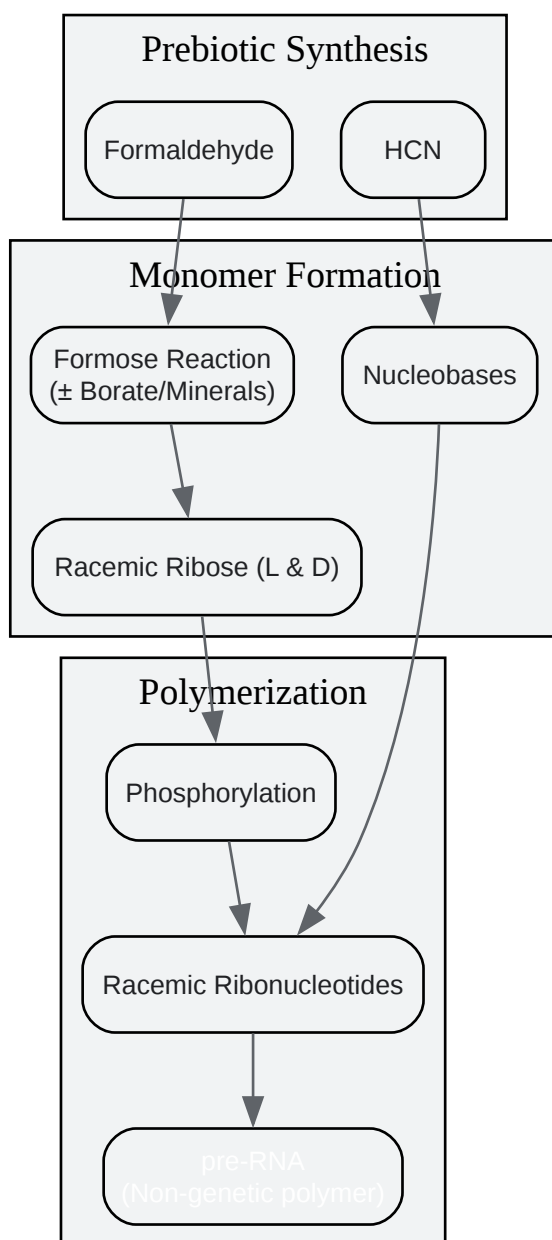 Prebiotic Synthesis
Formaldehyde
HCN
Monomer Formation
Formose Reaction
(± Borate/Minerals)
Nucleobases
Racemic Ribose (L & D)
Polymerization
Phosphorylation
Racemic Ribonucleotides
pre-RNA
(Non-genetic polymer)